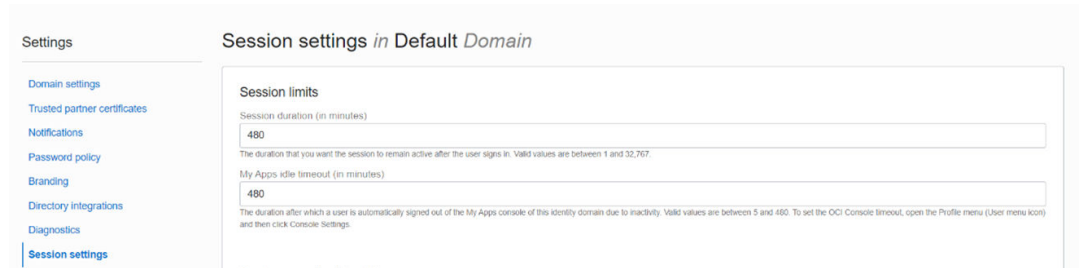 Settings
Session settings in Default Domain
Domain settings
Trusted partner certificates
Notifications
Password policy
Branding
Directory integrations
Diagnostics
Session settings
Session limits
Session duration (in minutes)
480
The duration that you want the session to remain active after the user signs in. Valid values are between 1 and 32,767.
My Apps idle timeout (in minutes)
480
The duration after which a user is automatically signed out of the My Apps console of this identity domain due to inactivity. Valid values are between 5 and 480. To set the OCI Console timeout, open the Profile menu (User menu icon)
and then click Console Settings.